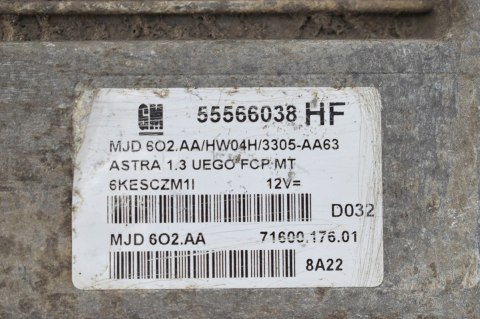 GM 55566038 HF
MJD 6O2.AA/HW04H/3305-AA63
ASTRA 1.3 UEGO FCP MT
6KESCZM1I 12V=
D032
MJD 6O2.AA 71600.176.01
8A22